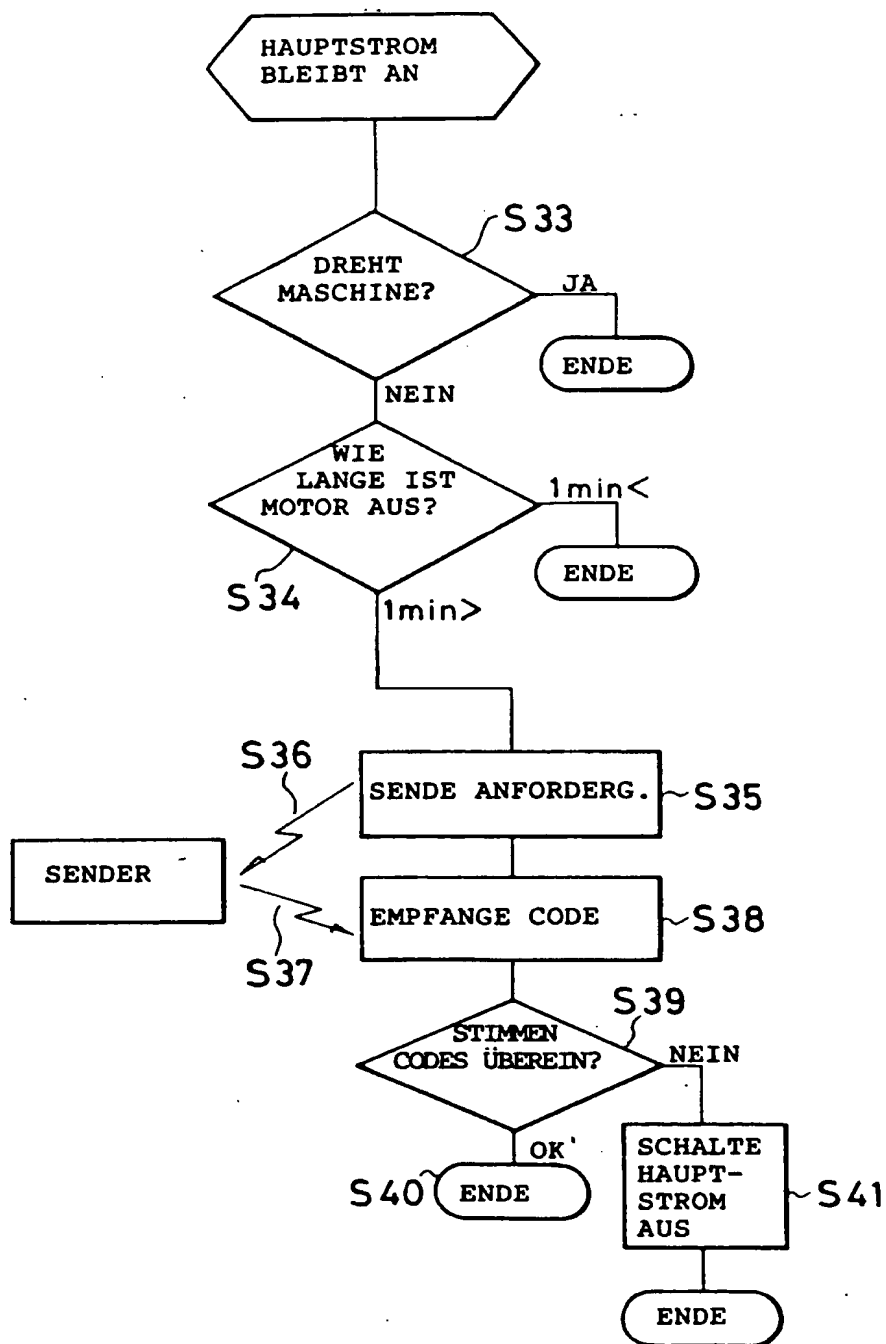 HAUPTSTROM
BLEIBT AN
S33
DREHT
MASCHINE?
JA
ENDE
NEIN
WIE
LANGE IST
MOTOR AUS?
1min<
ENDE
S34
1min>
S36
SENDE ANFORDERG.
S35
SENDER
EMPFANGE CODE
S38
S37
S39
STIMMEN
CODES ÜBEREIN?
NEIN
OK
S40
ENDE
SCHALTE
HAUPT-
STROM
AUS
S41
ENDE